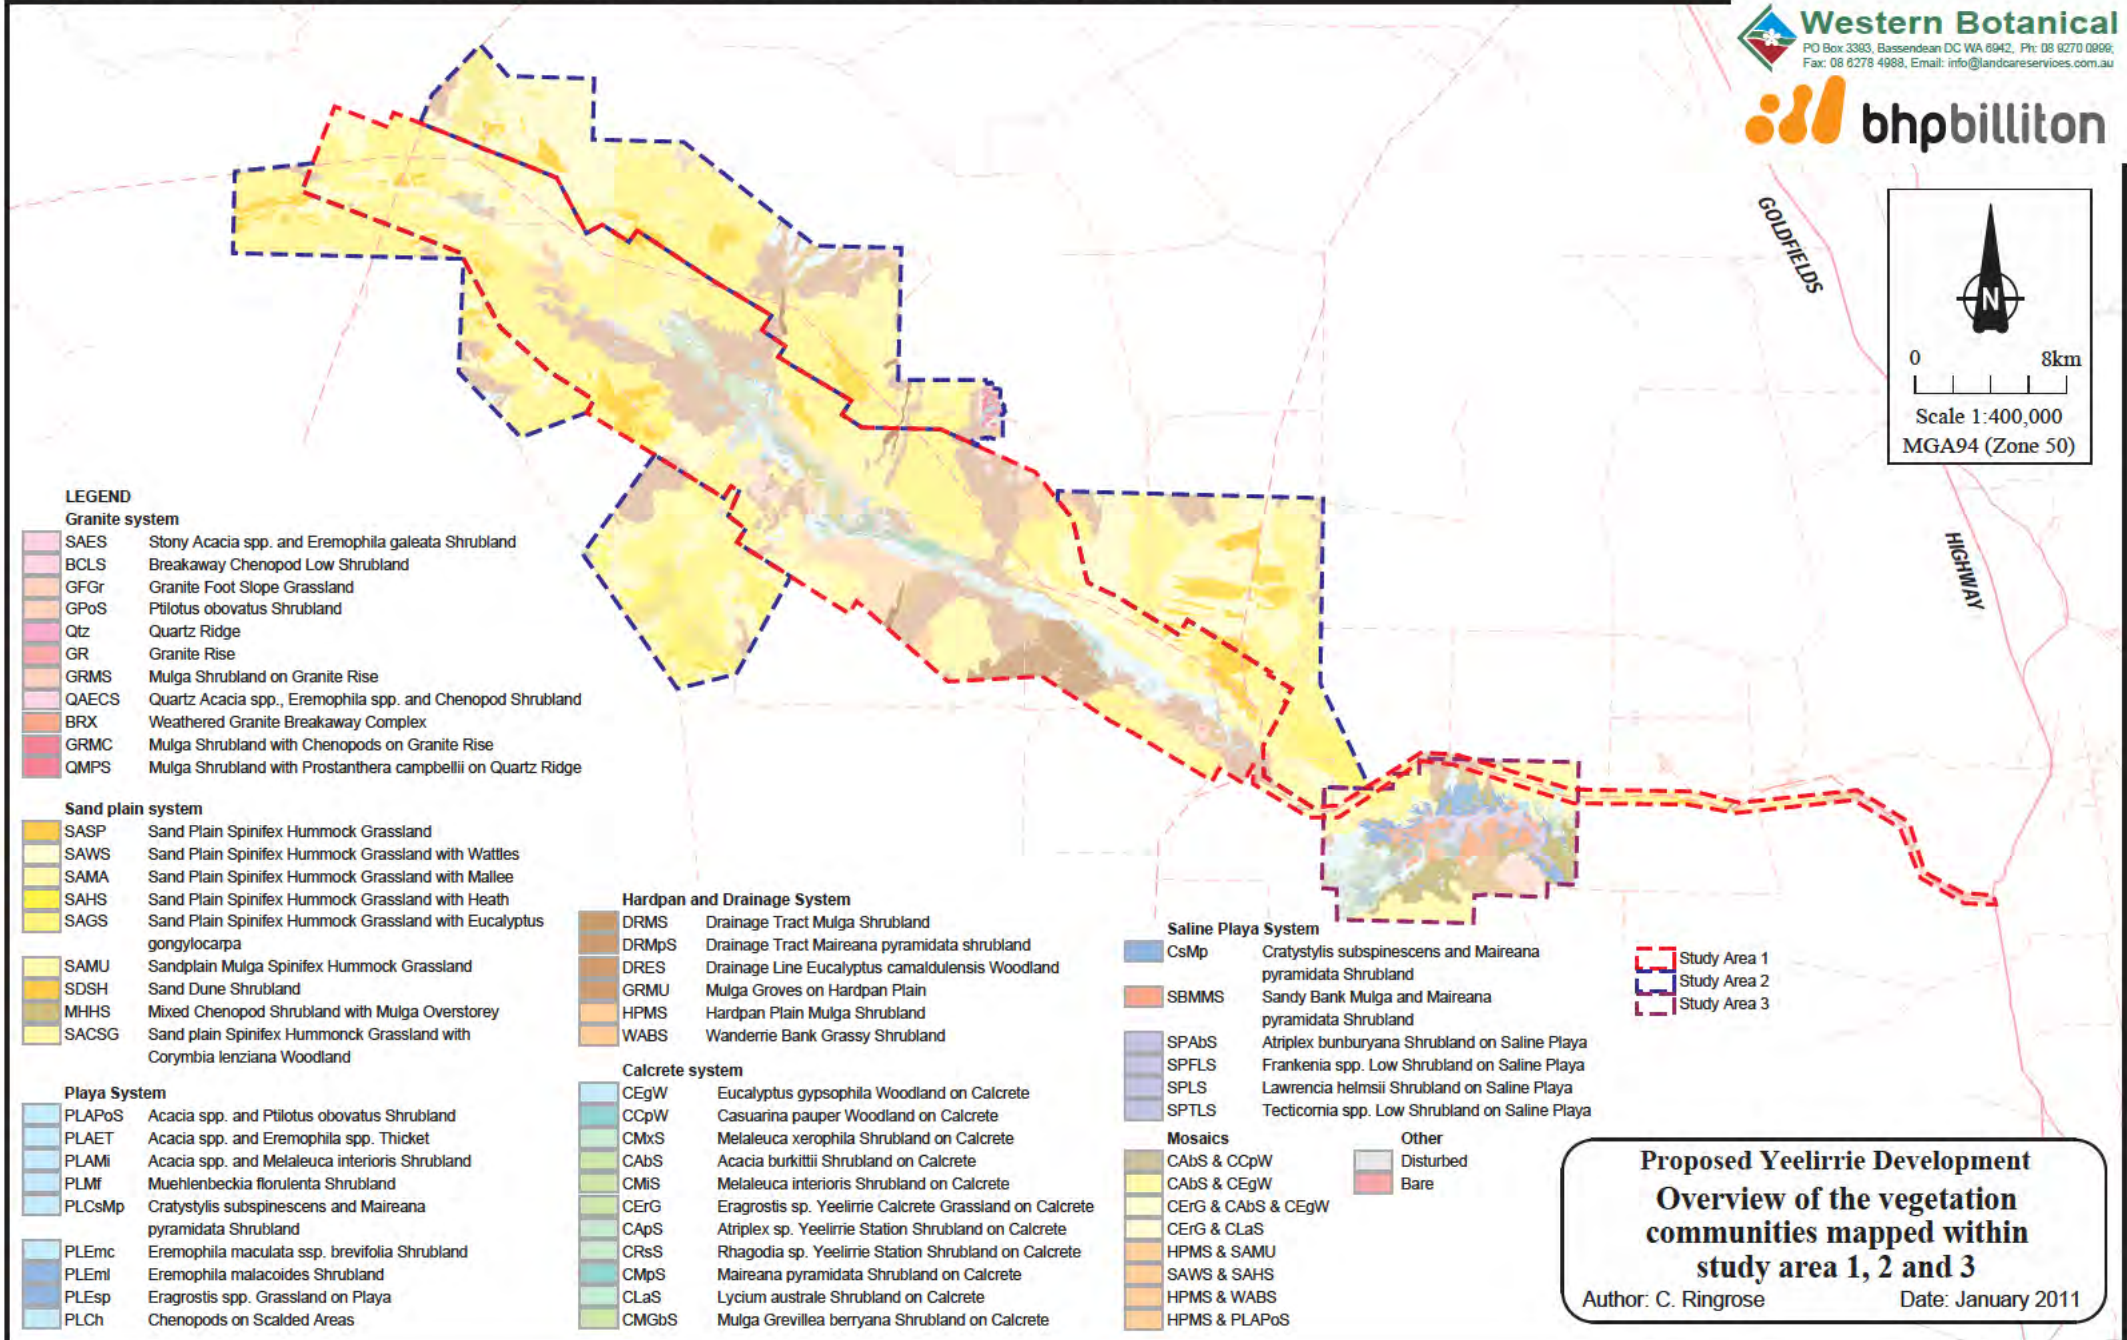 Western Botanical
PO Box 3393, Bassendean DC WA 6942, Ph: 08 9270 0999,
Fax: 08 6278 4988, Email: info@landcareservices.com.au
bhpbilliton
GOLDFIELDS
HIGHWAY
N
0 8km
Scale 1:400,000
MGA94 (Zone 50)
LEGEND
Granite system
SAES Stony Acacia spp. and Eremophila galeata Shrubland
BCLS Breakaway Chenopod Low Shrubland
GFGr Granite Foot Slope Grassland
GPoS Ptilotus obovatus Shrubland
Qtz Quartz Ridge
GR Granite Rise
GRMS Mulga Shrubland on Granite Rise
QAECS Quartz Acacia spp., Eremophila spp. and Chenopod Shrubland
BRX Weathered Granite Breakaway Complex
GRMC Mulga Shrubland with Chenopods on Granite Rise
QMPS Mulga Shrubland with Prostanthera campbellii on Quartz Ridge
Sand plain system
SASP Sand Plain Spinifex Hummock Grassland
SAWS Sand Plain Spinifex Hummock Grassland with Wattles
SAMA Sand Plain Spinifex Hummock Grassland with Mallee
SAHS Sand Plain Spinifex Hummock Grassland with Heath
SAGS Sand Plain Spinifex Hummock Grassland with Eucalyptus
gongylocarpa
SAMU Sandplain Mulga Spinifex Hummock Grassland
SDSH Sand Dune Shrubland
MHHS Mixed Chenopod Shrubland with Mulga Overstorey
SACSG Sand plain Spinifex Hummonck Grassland with
Corymbia lenziana Woodland
Playa System
PLAPoS Acacia spp. and Ptilotus obovatus Shrubland
PLAET Acacia spp. and Eremophila spp. Thicket
PLAMi Acacia spp. and Melaleuca interioris Shrubland
PLMf Muehlenbeckia florulenta Shrubland
PLCsMp Cratystylis subspinescens and Maireana
pyramidata Shrubland
PLEmc Eremophila maculata ssp. brevifolia Shrubland
PLEml Eremophila malacoides Shrubland
PLEsp Eragrostis spp. Grassland on Playa
PLCh Chenopods on Scalded Areas
Hardpan and Drainage System
DRMS Drainage Tract Mulga Shrubland
DRMpS Drainage Tract Maireana pyramidata shrubland
DRES Drainage Line Eucalyptus camaldulensis Woodland
GRMU Mulga Groves on Hardpan Plain
HPMS Hardpan Plain Mulga Shrubland
WABS Wanderrie Bank Grassy Shrubland
Calcrete system
CEgW Eucalyptus gypsophila Woodland on Calcrete
CCpW Casuarina pauper Woodland on Calcrete
CMxS Melaleuca xerophila Shrubland on Calcrete
CAbS Acacia burkittii Shrubland on Calcrete
CMiS Melaleuca interioris Shrubland on Calcrete
CErG Eragrostis sp. Yeelirrie Calcrete Grassland on Calcrete
CApS Atriplex sp. Yeelirrie Station Shrubland on Calcrete
CRsS Rhagodia sp. Yeelirrie Station Shrubland on Calcrete
CMpS Maireana pyramidata Shrubland on Calcrete
CLaS Lycium australe Shrubland on Calcrete
CMGbS Mulga Grevillea berryana Shrubland on Calcrete
Saline Playa System
CsMp Cratystylis subspinescens and Maireana
pyramidata Shrubland
SBMMS Sandy Bank Mulga and Maireana
pyramidata Shrubland
SPAbS Atriplex bunburyana Shrubland on Saline Playa
SPFLS Frankenia spp. Low Shrubland on Saline Playa
SPLS Lawrencia helmsii Shrubland on Saline Playa
SPTLS Tecticornia spp. Low Shrubland on Saline Playa
Mosaics
CAbS & CCpW
CAbS & CEgW
CErG & CAbS & CEgW
CErG & CLaS
HPMS & SAMU
SAWS & SAHS
HPMS & WABS
HPMS & PLAPoS
Other
Disturbed
Bare
Study Area 1
Study Area 2
Study Area 3
Proposed Yeelirrie Development
Overview of the vegetation
communities mapped within
study area 1, 2 and 3
Author: C. Ringrose Date: January 2011